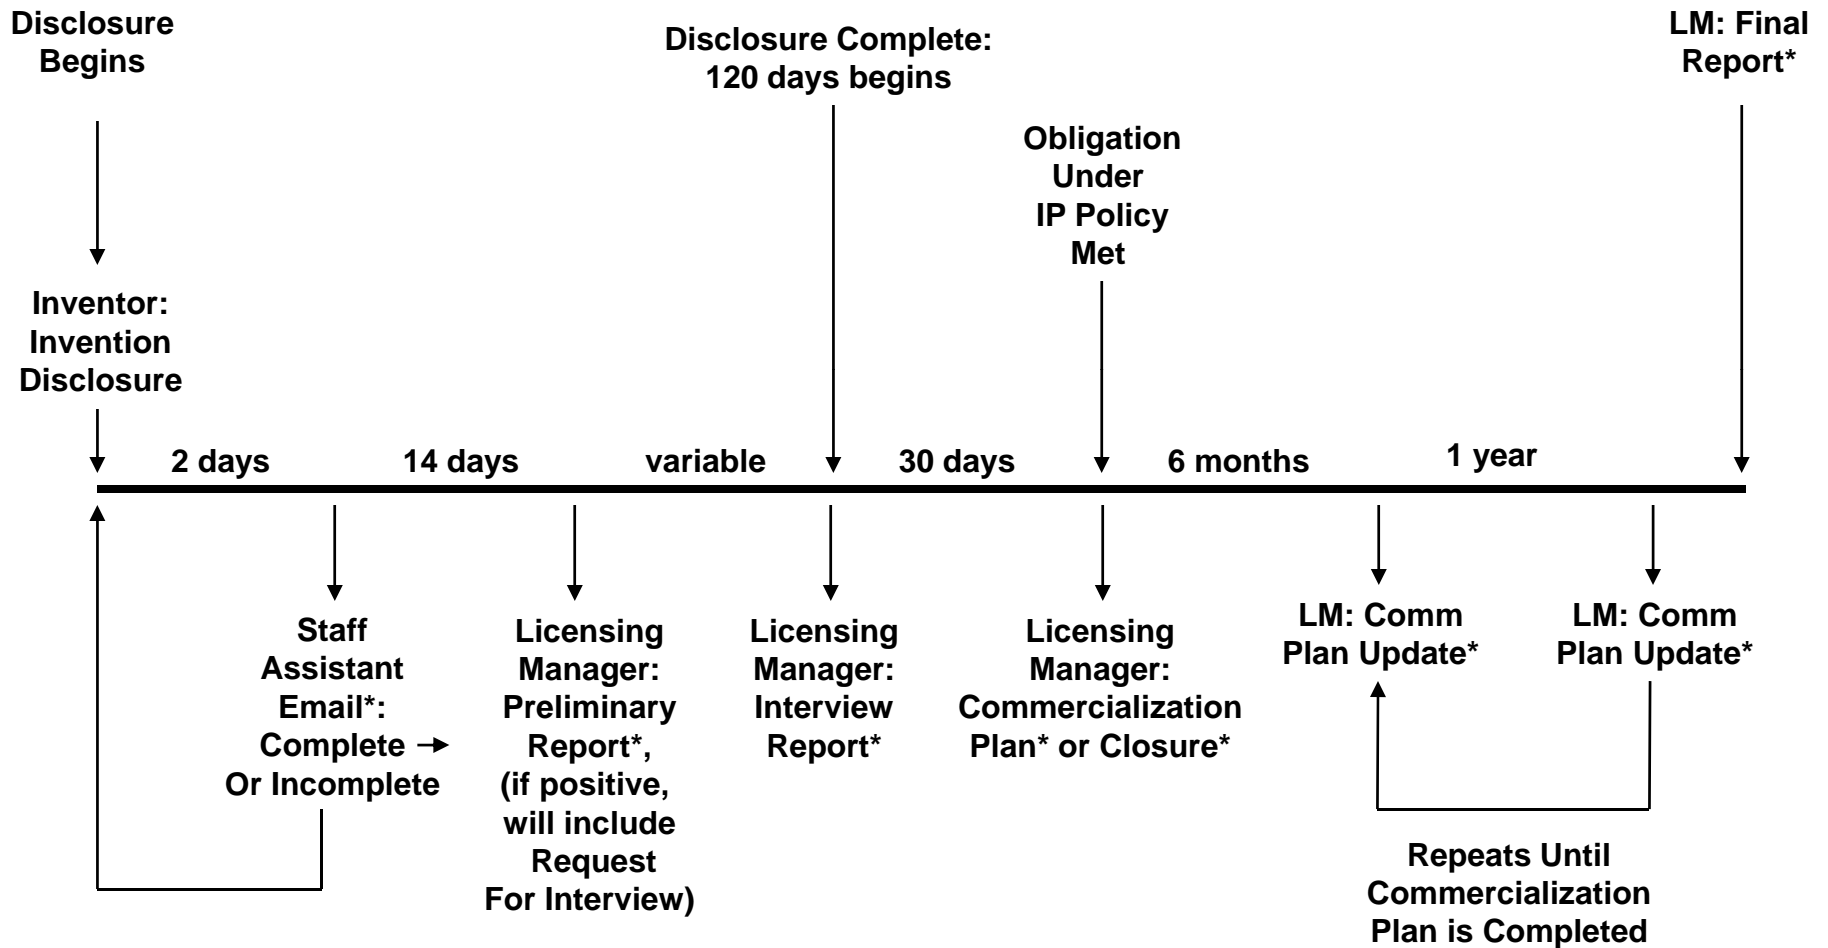 Disclosure
Begins
Disclosure Complete:
120 days begins
LM: Final
Report*
Obligation
Under
IP Policy
Met
Inventor:
Invention
Disclosure
2 days
14 days
variable
30 days
6 months
1 year
Staff
Assistant
Email*:
Complete
Or Incomplete
Licensing
Manager:
Preliminary
Report*,
(if positive,
will include
Request
For Interview)
Licensing
Manager:
Interview
Report*
Licensing
Manager:
Commercialization
Plan* or Closure*
LM: Comm
Plan Update*
LM: Comm
Plan Update*
Repeats Until
Commercialization
Plan is Completed